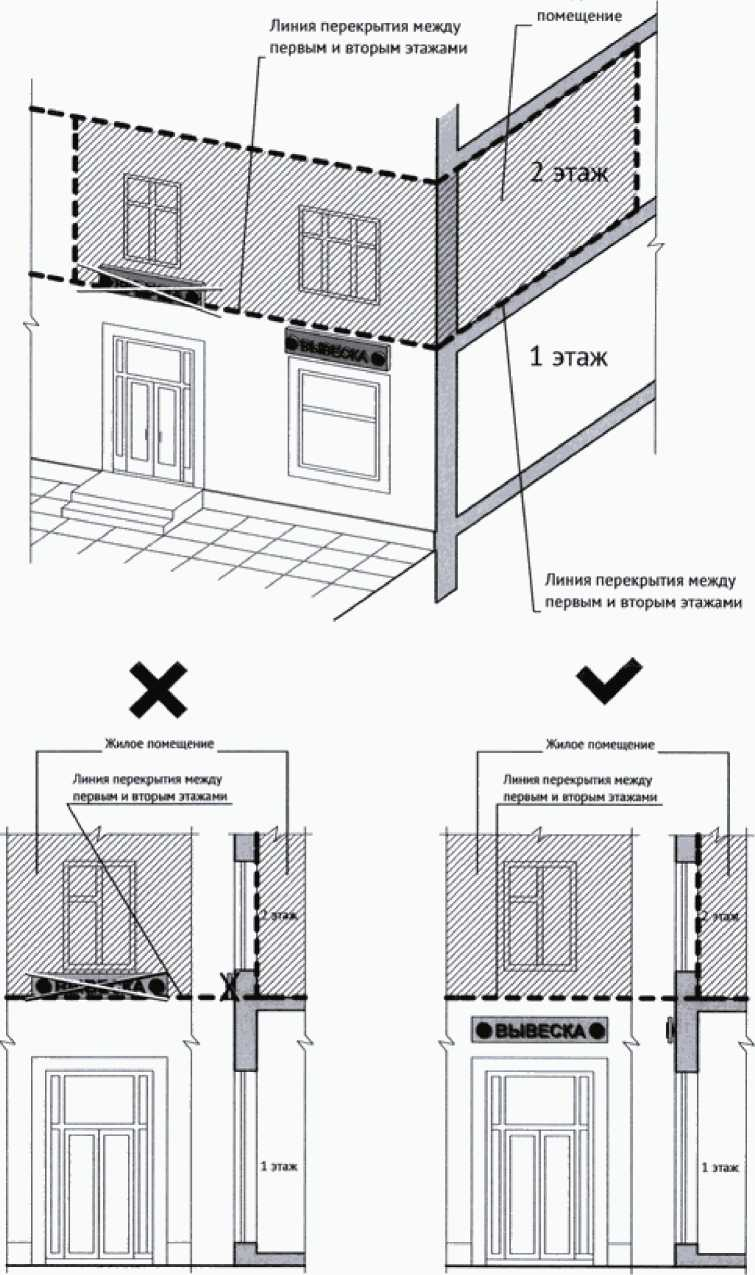 Линия перекрытия между
первым и вторым этажами
помещение
2 этаж
ВЫВЕСКА
1 этаж
Линия перекрытия между
первым и вторым этажами
Жилое помещение
Линия перекрытия между
первым и вторым этажами
2 этаж
ВЫВЕСКА
1 этаж
Жилое помещение
Линия перекрытия между
первым и вторым этажами
2 этаж
ВЫВЕСКА
1 этаж